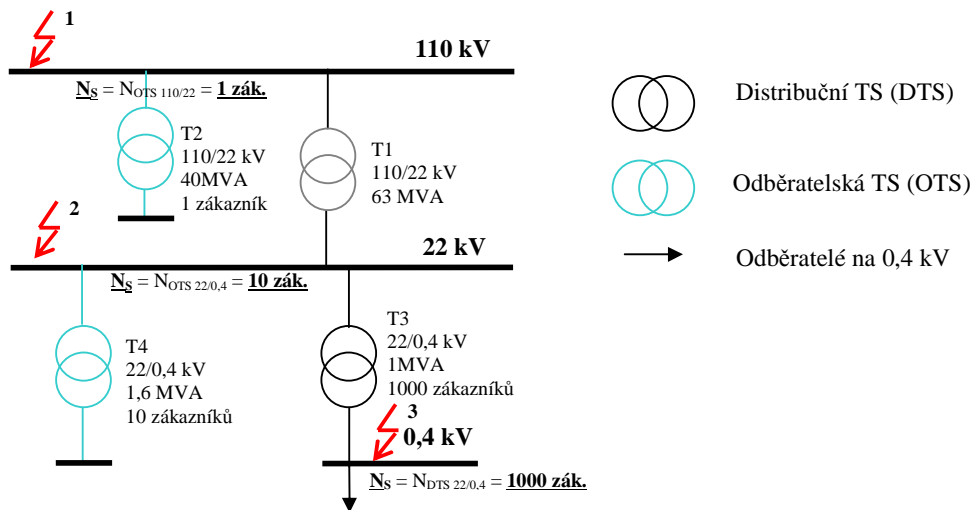 1
110 kV
N_S = N_OTS 110/22 = 1 zák.
T2
110/22 kV
40MVA
1 zákazník
T1
110/22 kV
63 MVA
2
22 kV
N_S = N_OTS 22/0,4 = 10 zák.
T4
22/0,4 kV
1,6 MVA
10 zákazníků
T3
22/0,4 kV
1MVA
1000 zákazníků
3
0,4 kV
N_S = N_DTS 22/0,4 = 1000 zák.
Distribuční TS (DTS)
Odběratelská TS (OTS)
Odběratelé na 0,4 kV